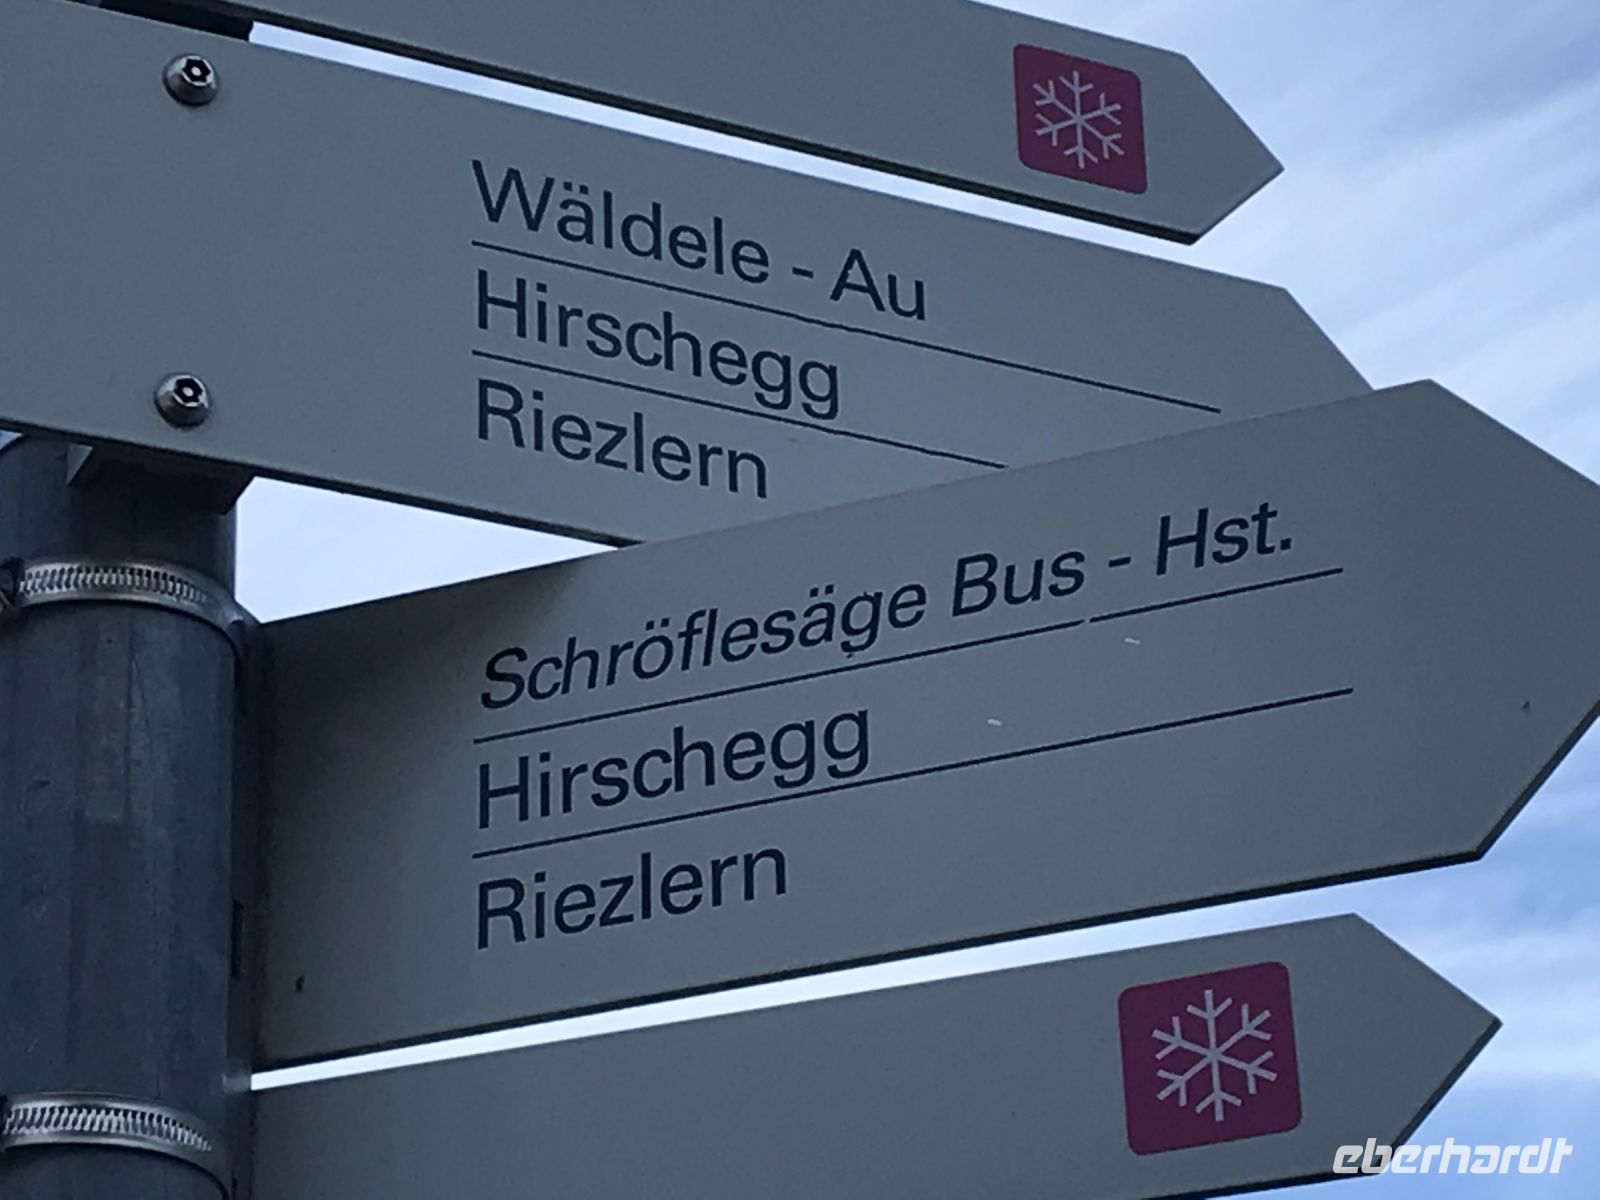 Wäldele - Au
Hirschegg
Riezlern
Schröflesäge Bus - Hst.
Hirschegg
Riezlern
eberhardt